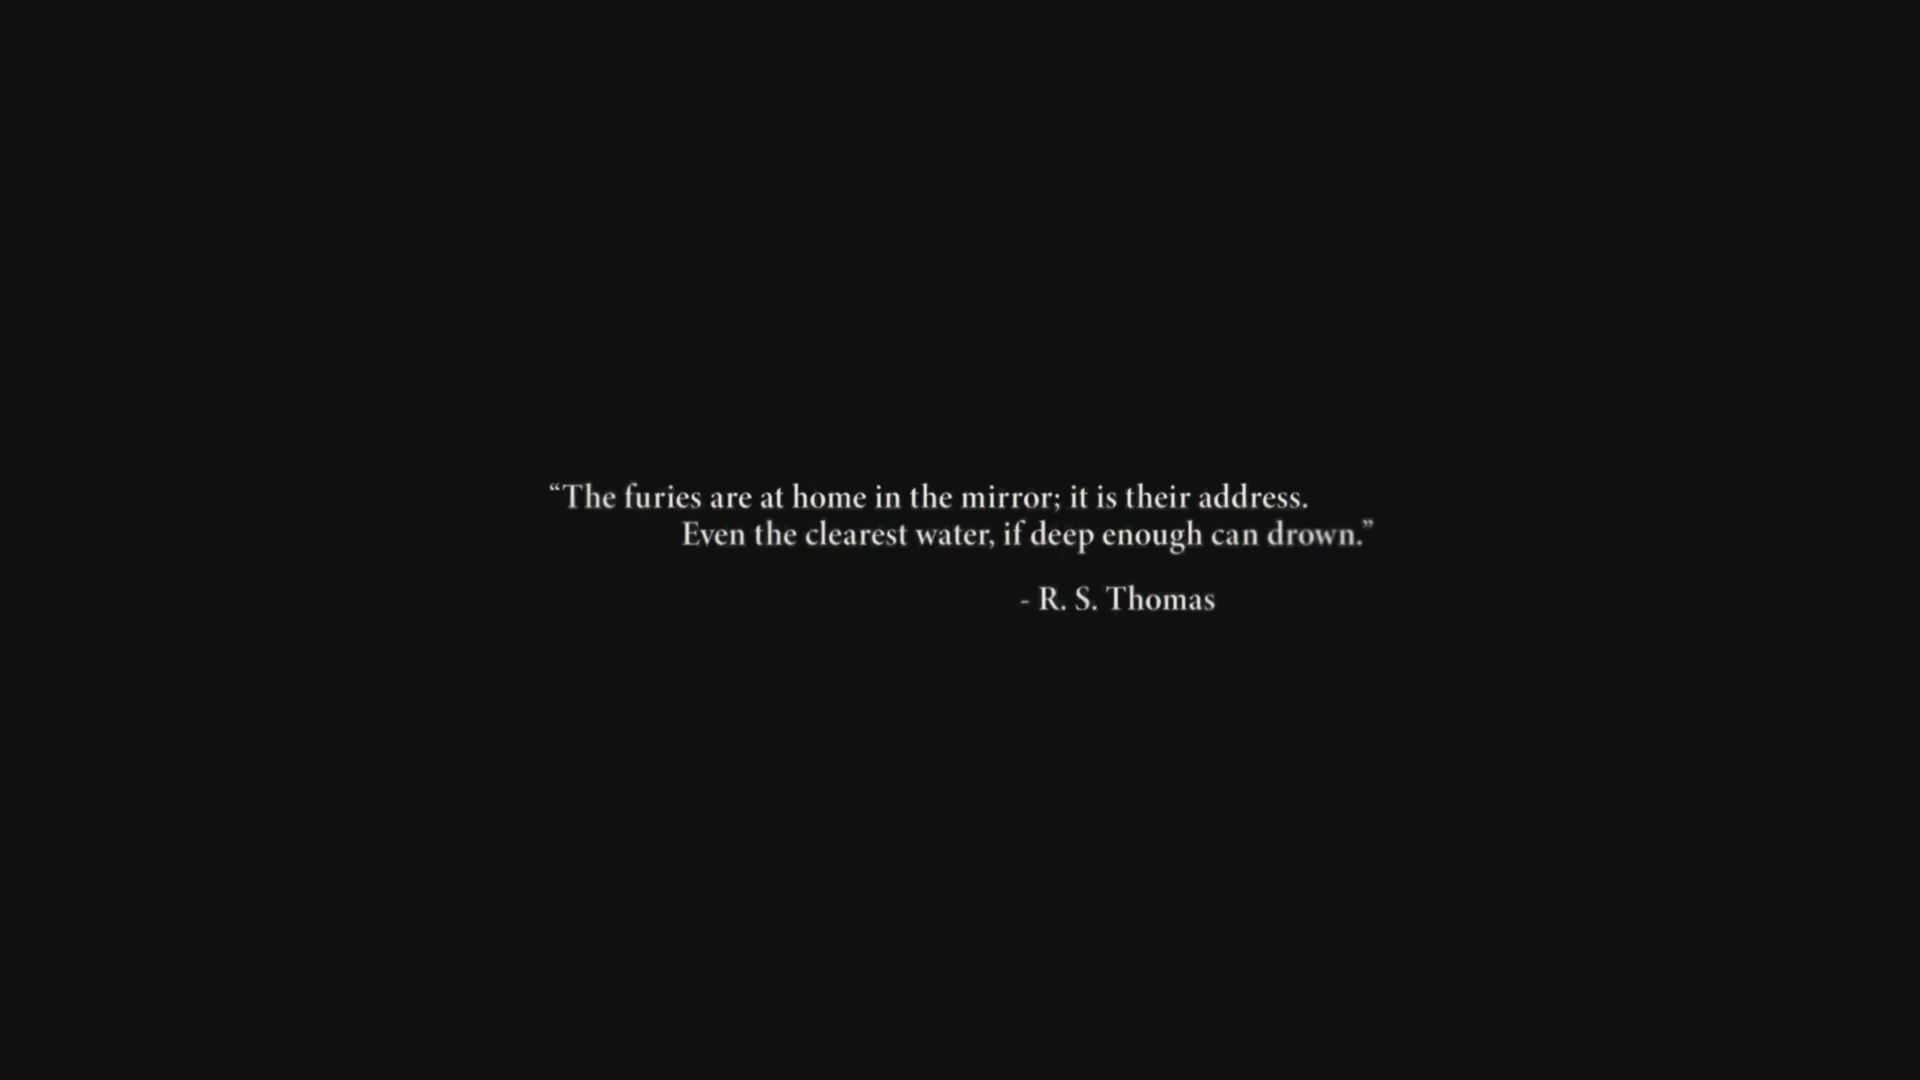 “The furies are at home in the mirror; it is their address.
Even the clearest water, if deep enough can drown.”
- R. S. Thomas